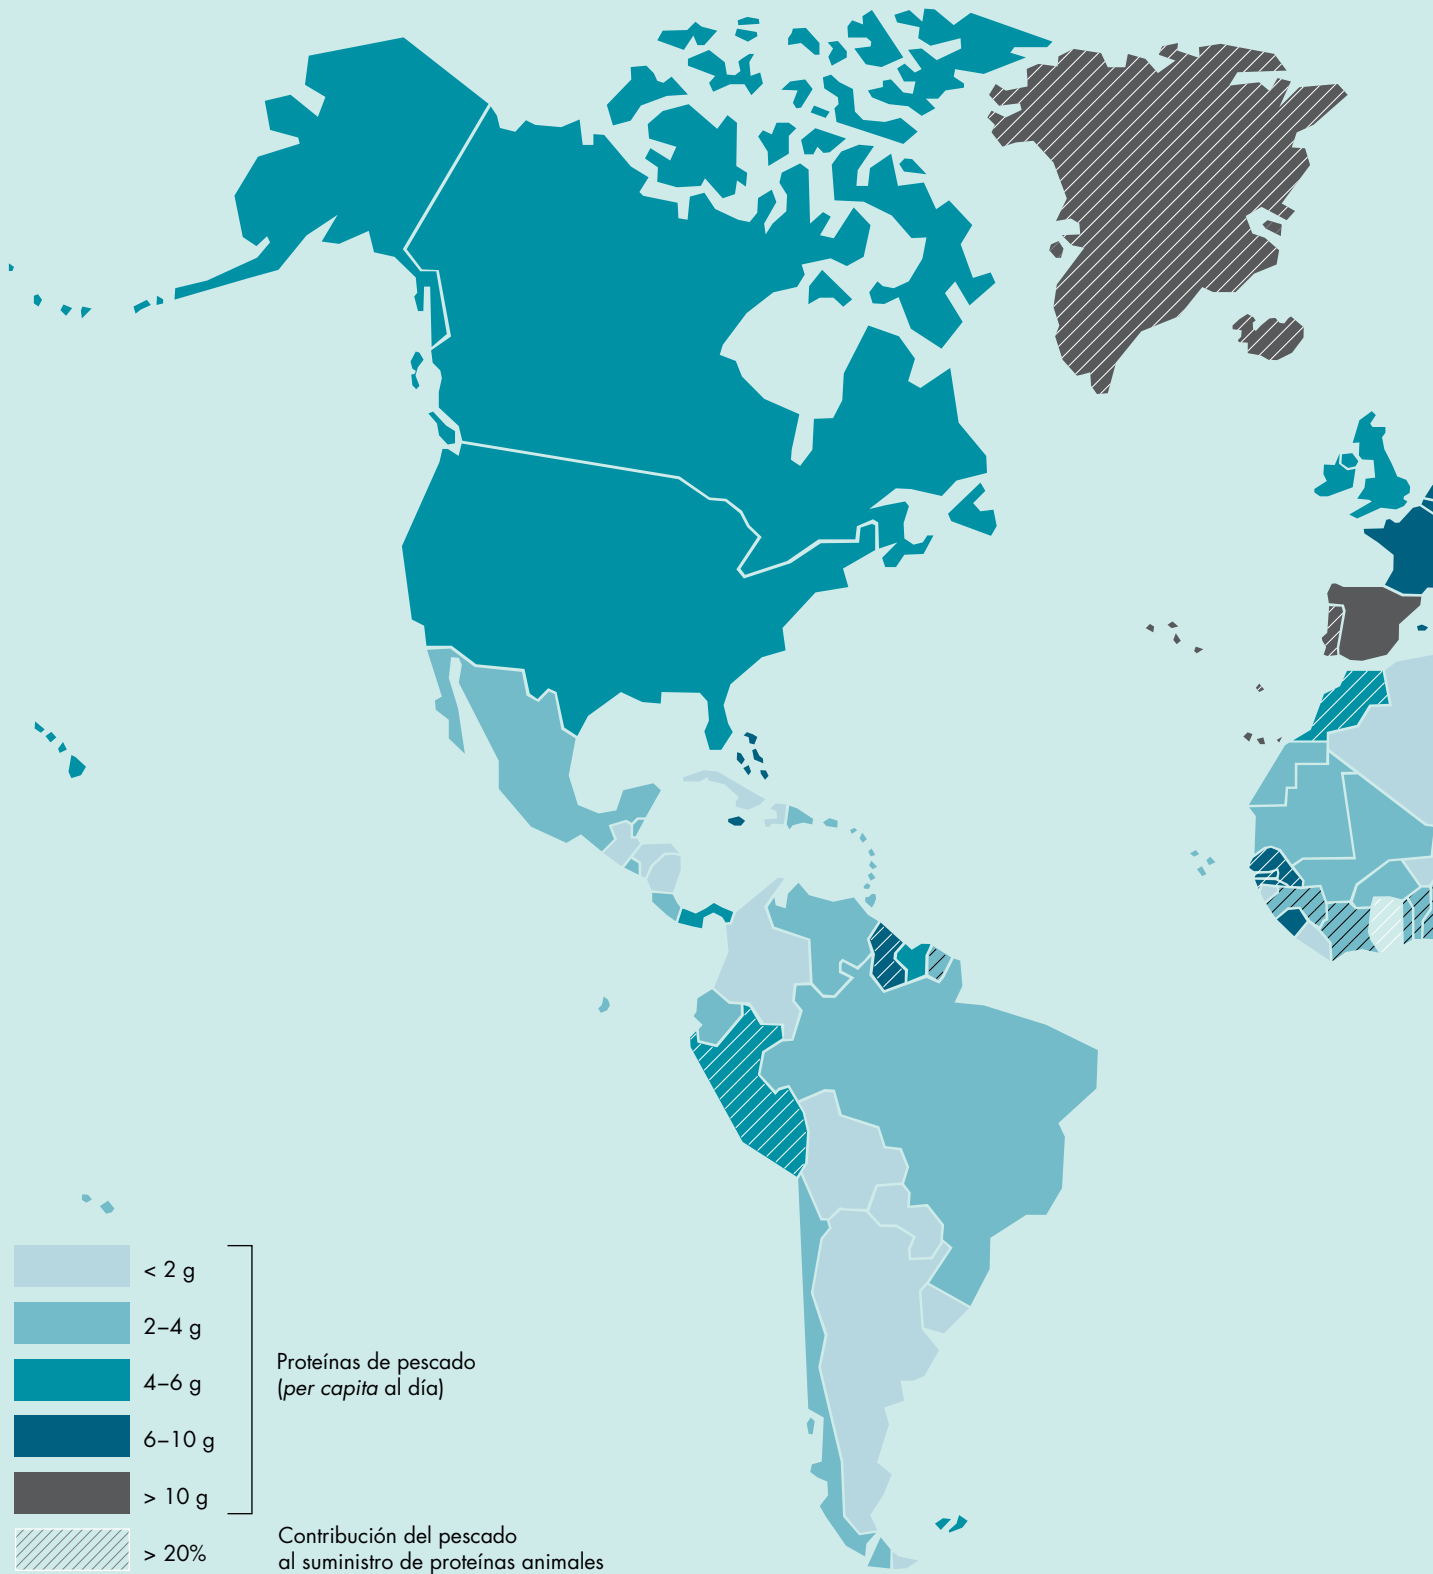 < 2 g
2–4 g
4–6 g
6–10 g
> 10 g
Proteínas de pescado
(per capita al día)
> 20%
Contribución del pescado
al suministro de proteínas animales